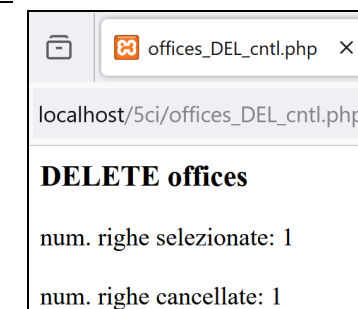 offices_DEL_cntl.php
localhost/5ci/offices_DEL_cntl.php
DELETE offices
num. righe selezionate: 1
num. righe cancellate: 1